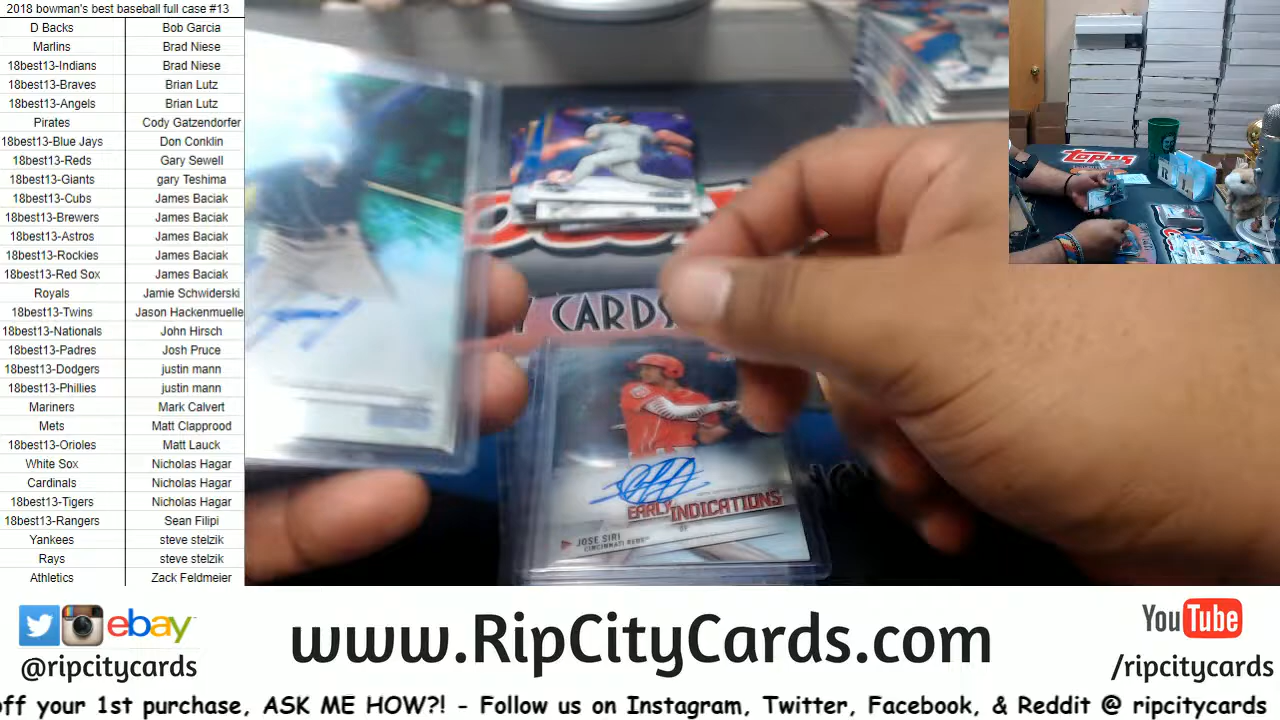 2018 bowman's best baseball full case #13
D Backs Bob Garcia
Marlins Brad Niese
18best13-Indians Brad Niese
18best13-Braves Brian Lutz
18best13-Angels Brian Lutz
Pirates Cody Gatzendorfer
18best13-Blue Jays Don Conklin
18best13-Reds Gary Sewell
18best13-Giants gary Teshima
18best13-Cubs James Baciak
18best13-Brewers James Baciak
18best13-Astros James Baciak
18best13-Rockies James Baciak
18best13-Red Sox James Baciak
Royals Jamie Schwiderski
18best13-Twins Jason Hackenmuelle
18best13-Nationals John Hirsch
18best13-Padres Josh Pruce
18best13-Dodgers justin mann
18best13-Phillies justin mann
Mariners Mark Calvert
Mets Matt Clapprood
18best13-Orioles Matt Lauck
White Sox Nicholas Hagar
Cardinals Nicholas Hagar
18best13-Tigers Nicholas Hagar
18best13-Rangers Sean Filipi
Yankees steve stelzik
Rays steve stelzik
Athletics Zack Feldmeier
Topps
Y CARDS
EARLY INDICATIONS
OF
JOSE SIRI
CINCINNATI REDS
ebay
@ripcitycards
www.RipCityCards.com
YouTube
/ripcitycards
off your 1st purchase, ASK ME HOW?! - Follow us on Instagram, Twitter, Facebook, & Reddit @ ripcitycards